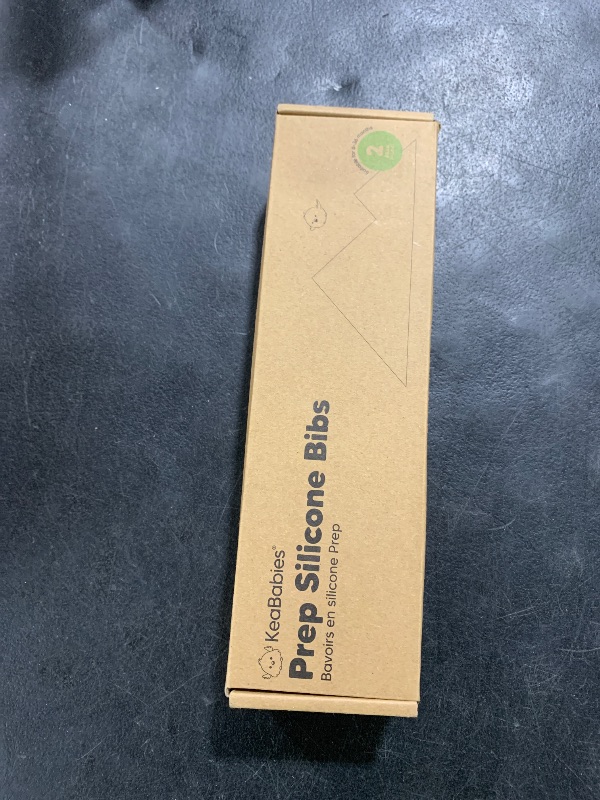 KeaBabies®
Prep Silicone Bibs
Bavoirs en silicone Prep
2